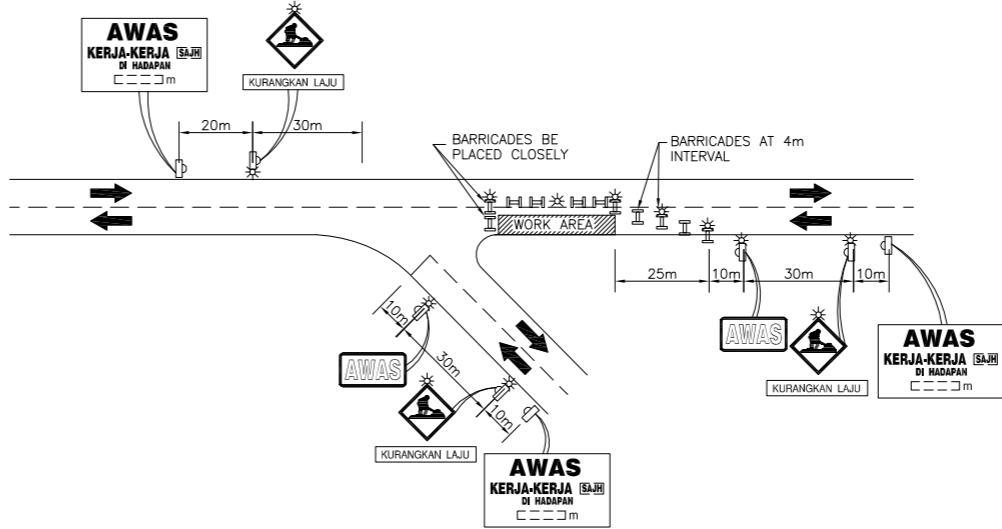 AWAS
KERJA-KERJA SAJH
DI HADAPAN
m
KURANGKAN LAJU
20m
30m
BARRICADES BE
PLACED CLOSELY
BARRICADES AT 4m
INTERVAL
WORK AREA
25m
10m
30m
10m
AWAS
KURANGKAN LAJU
AWAS
KERJA-KERJA SAJH
DI HADAPAN
m
10m
30m
10m
AWAS
KURANGKAN LAJU
AWAS
KERJA-KERJA SAJH
DI HADAPAN
m